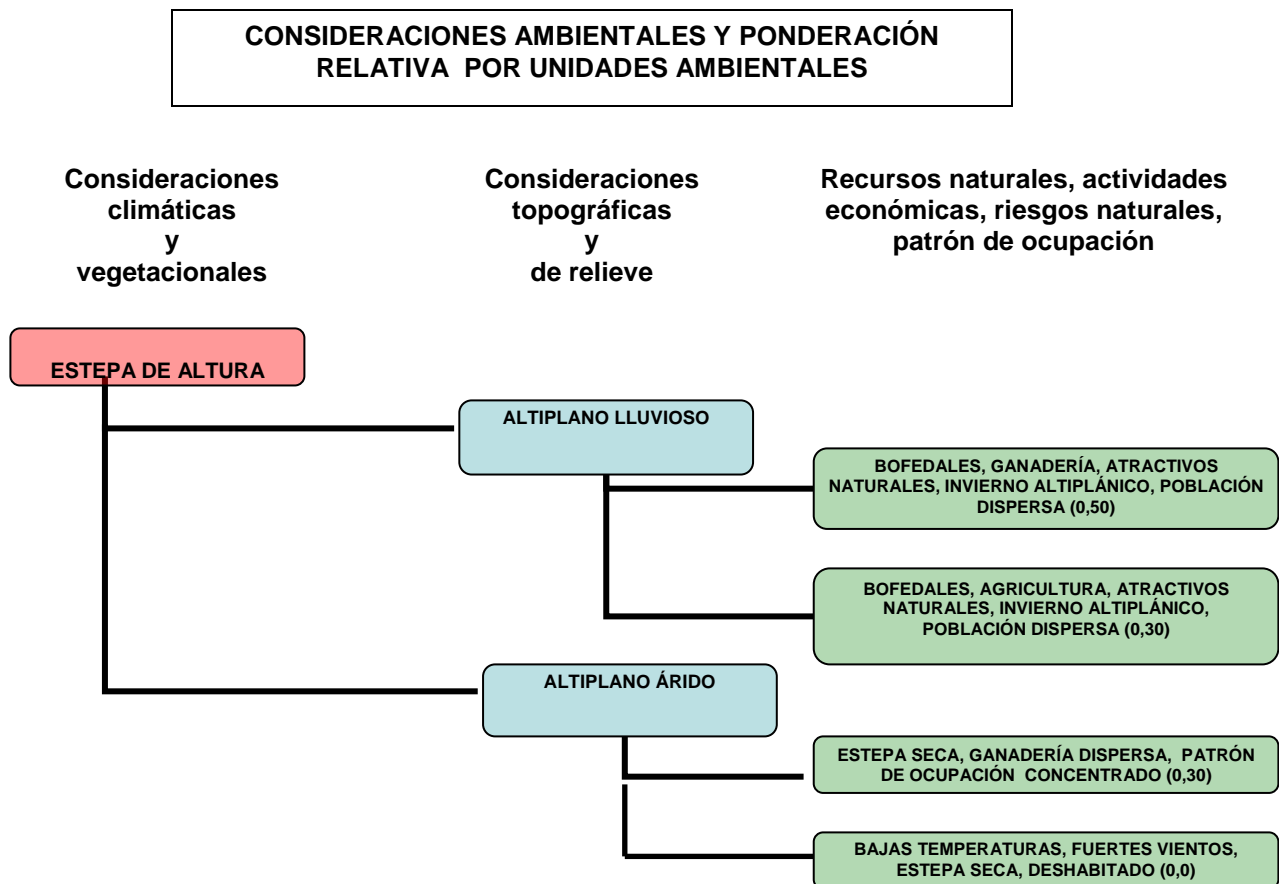 CONSIDERACIONES AMBIENTALES Y PONDERACIÓN
RELATIVA POR UNIDADES AMBIENTALES
Consideraciones
climáticas
y
vegetacionales
Consideraciones
topográficas
y
de relieve
Recursos naturales, actividades
económicas, riesgos naturales,
patrón de ocupación
ESTEPA DE ALTURA
ALTIPLANO LLUVIOSO
BOFEDALES, GANADERÍA, ATRACTIVOS
NATURALES, INVIERNO ALTIPLÁNICO, POBLACIÓN
DISPERSA (0,50)
BOFEDALES, AGRICULTURA, ATRACTIVOS
NATURALES, INVIERNO ALTIPLÁNICO,
POBLACIÓN DISPERSA (0,30)
ALTIPLANO ÁRIDO
ESTEPA SECA, GANADERÍA DISPERSA, PATRÓN
DE OCUPACIÓN CONCENTRADO (0,30)
BAJAS TEMPERATURAS, FUERTES VIENTOS,
ESTEPA SECA, DESHABITADO (0,0)